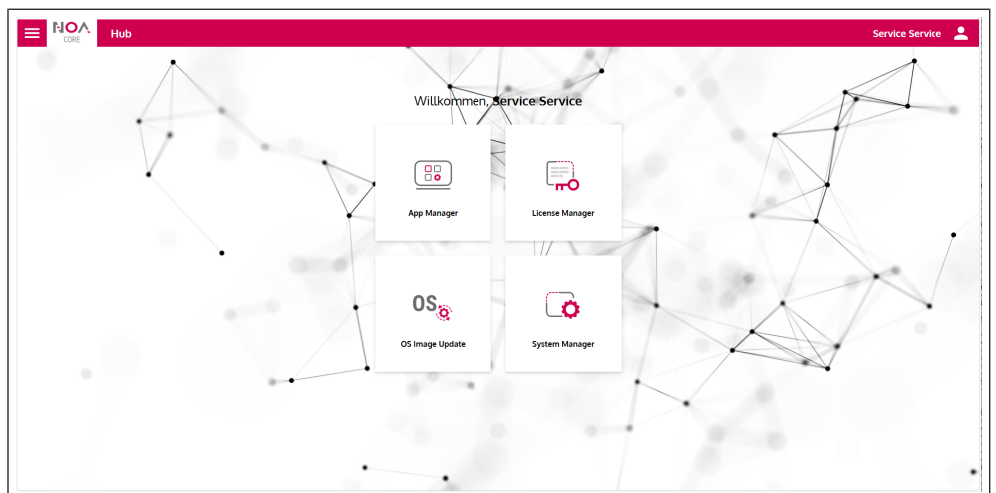 NOA
CORE
Hub
Service Service
Willkommen, Service Service
App Manager
License Manager
OS
OS Image Update
System Manager